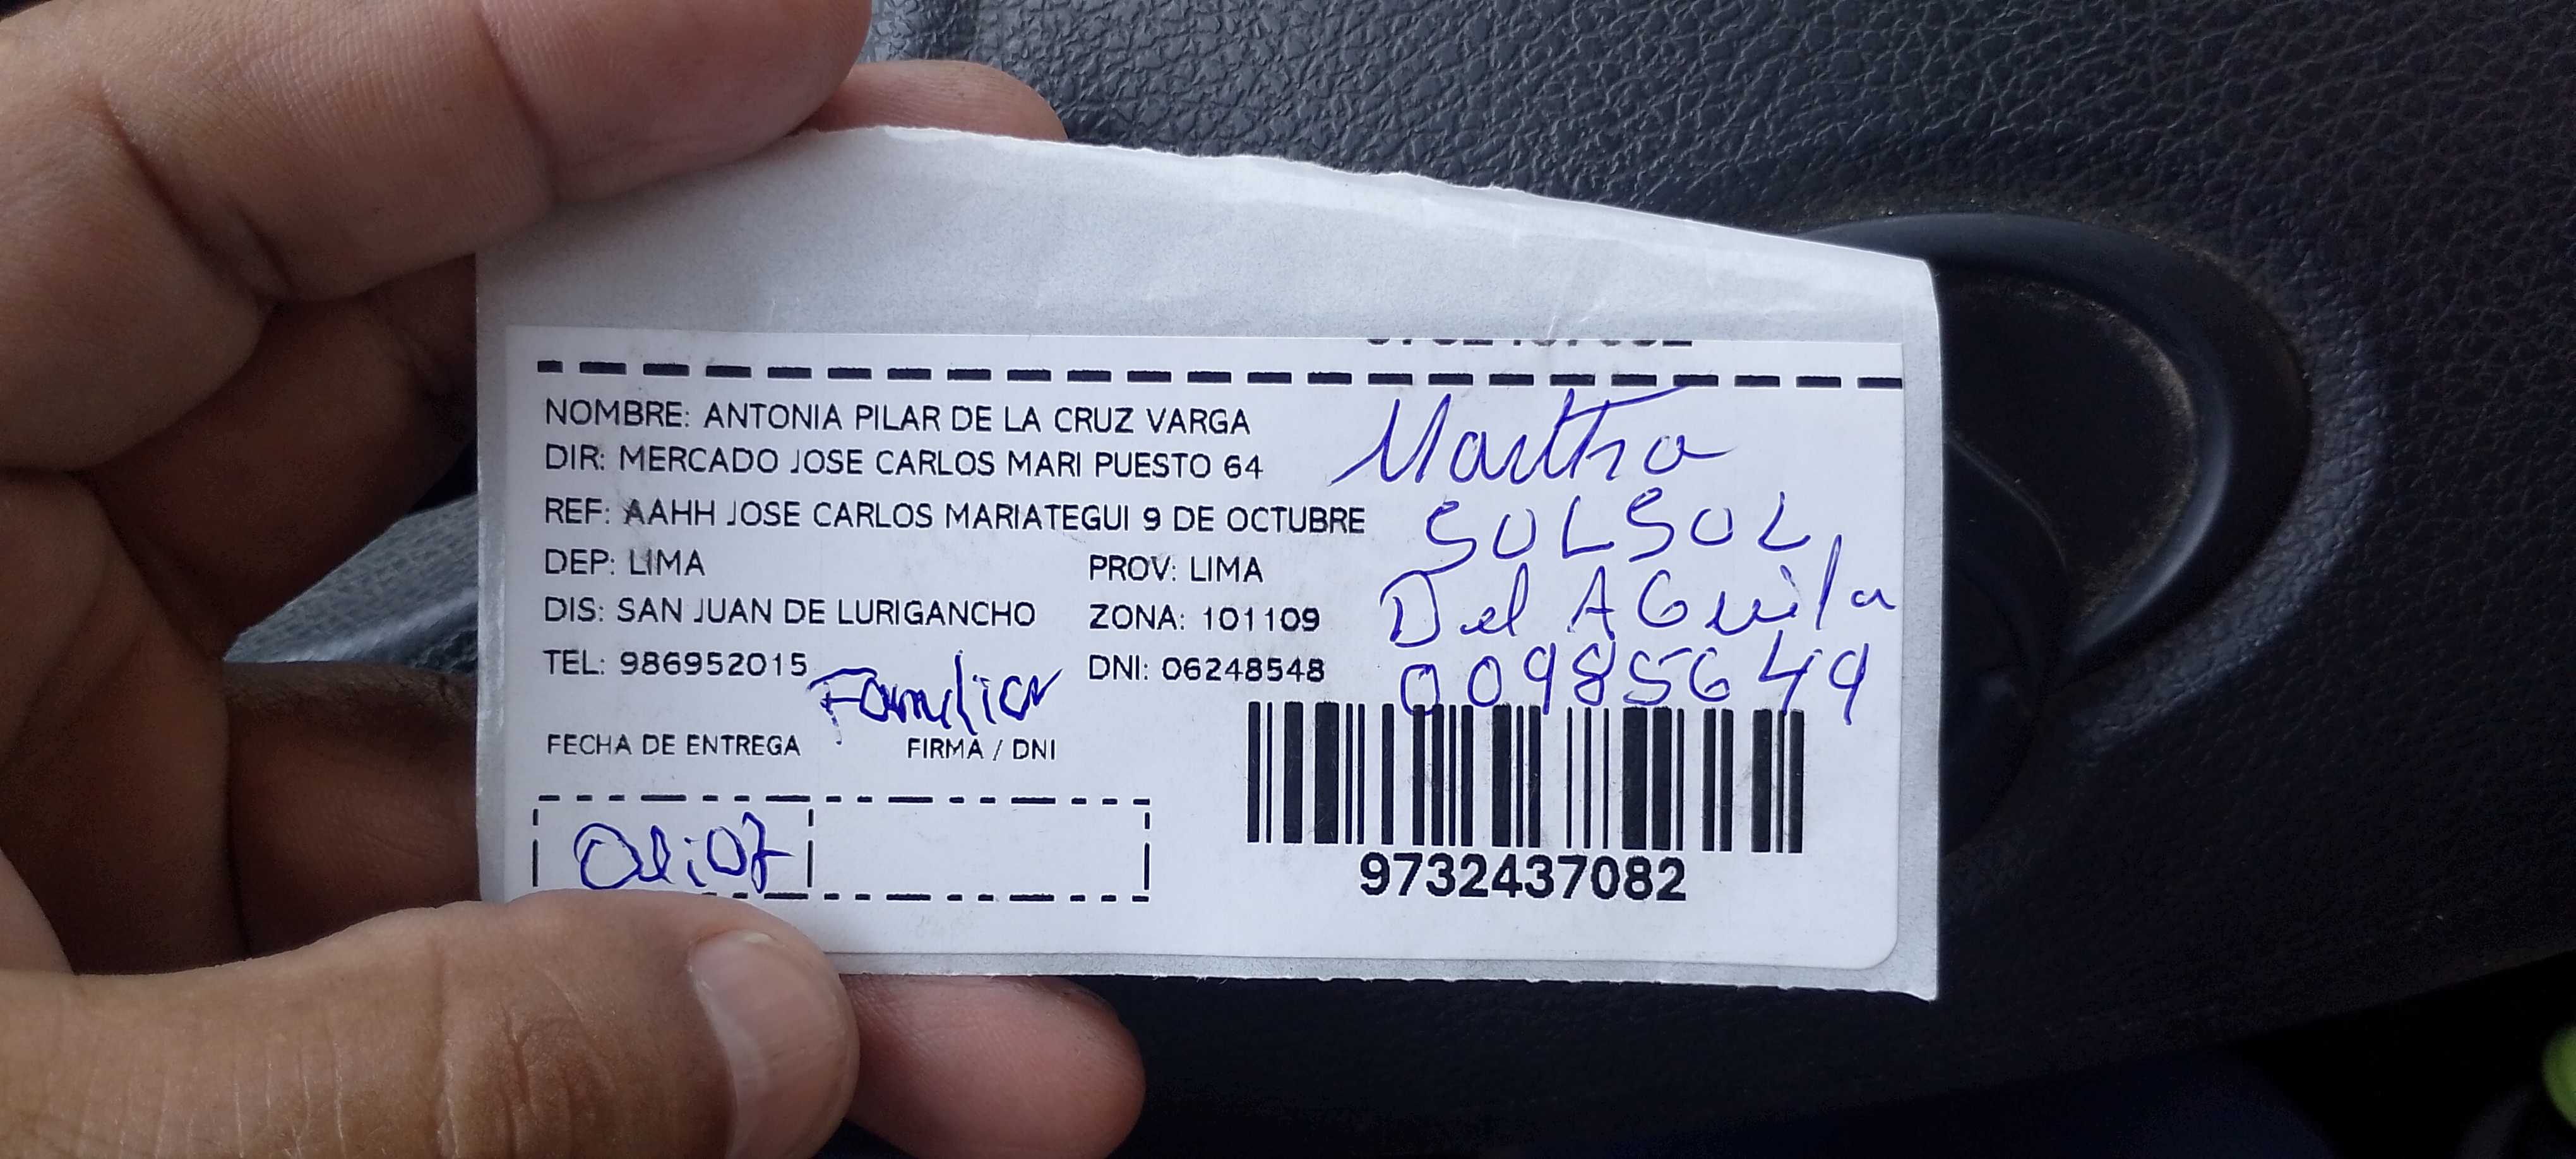 NOMBRE: ANTONIA PILAR DE LA CRUZ VARGA
Martha
DIR: MERCADO JOSE CARLOS MARI PUESTO 64
REF: AAHH JOSE CARLOS MARIATEGUI 9 DE OCTUBRE
SOLSOL
DEP: LIMA PROV: LIMA
Del AGuila
DIS: SAN JUAN DE LURIGANCHO ZONA: 101109
TEL: 986952015 DNI: 06248548
00985649
Familiar
FECHA DE ENTREGA FIRMA / DNI
9732437082